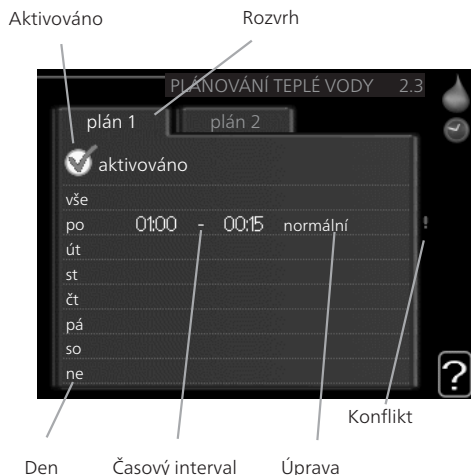 Aktivováno Rozvrh
PLÁNOVÁNÍ TEPLÉ VODY 2.3
plán 1 plán 2
aktivováno
vše
po 01:00 - 00:15 normální !
út
st
čt
pá
so
ne ?
Konflikt
Den Časový interval Úprava